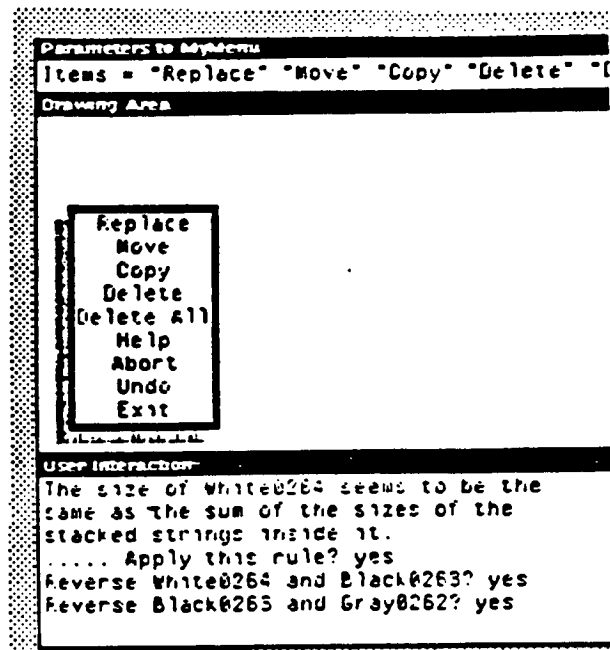 Parameters to MyMenu
Items = "Replace" "Move" "Copy" "Delete" "D
Drawing Area
Replace
Move
Copy
Delete
Delete All
Help
Abort
Undo
Exit
User Interaction
The size of White0264 seems to be the
same as the sum of the sizes of the
stacked strings inside it.
..... Apply this rule? yes
Reverse White0264 and Black0263? yes
Reverse Black0263 and Gray0262? yes